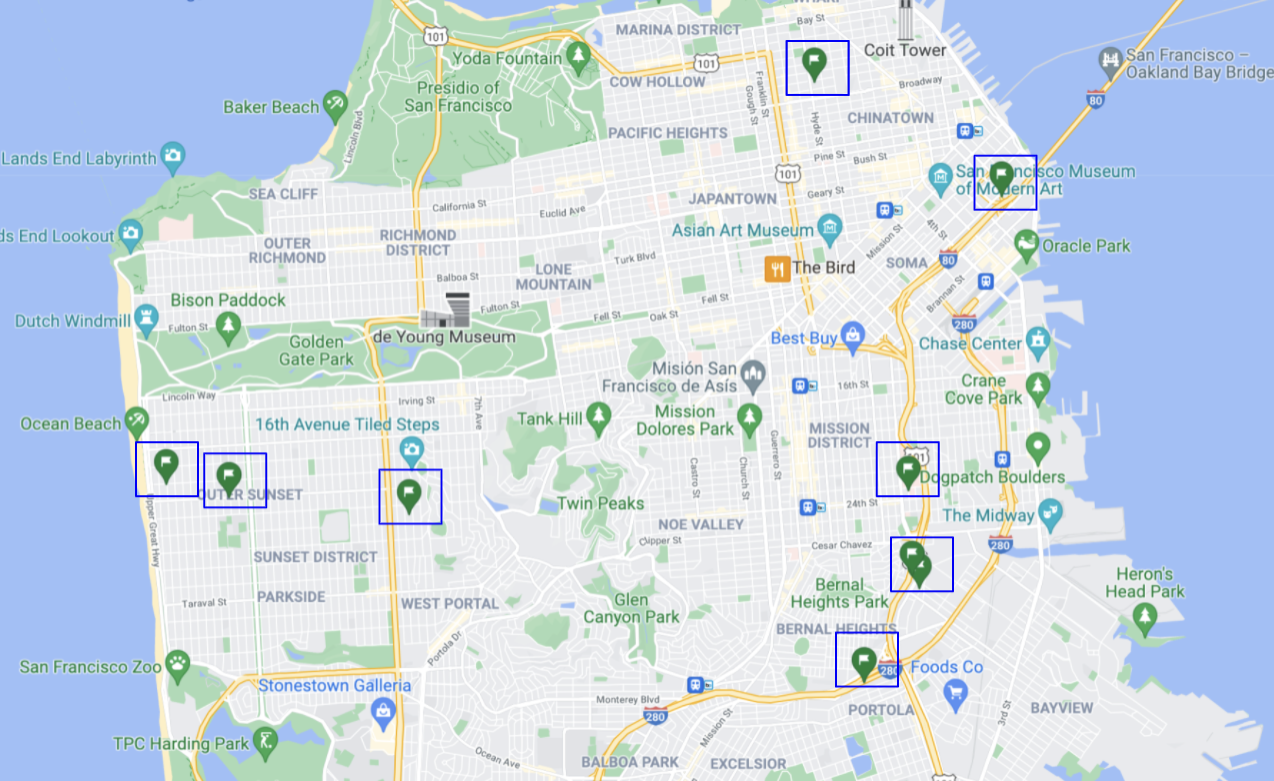 WHARF
Bay St
MARINA DISTRICT
101
Coit Tower
San Francisco –
Oakland Bay Bridge
Yoda Fountain
101
COW HOLLOW
Presidio of
San Francisco
Franklin St
Gough St
Broadway
80
Baker Beach
Lincoln Blvd
Hyde St
CHINATOWN
PACIFIC HEIGHTS
Lands End Labyrinth
Pine St
Bush St
101
San Francisco Museum
of Modern Art
SEA CLIFF
California St
Euclid Ave
JAPANTOWN
Geary St
4th St
ds End Lookout
OUTER
RICHMOND
RICHMOND
DISTRICT
Asian Art Museum
Mission St
Oracle Park
Turk Blvd
SOMA
80
Balboa St
LONE
MOUNTAIN
The Bird
Brannan St
Bison Paddock
Fulton St
Fell St
Dutch Windmill
Fulton St
Fell St
Oak St
280
de Young Museum
Golden
Gate Park
Best Buy
Chase Center
Misión San
Francisco de Asís
16th St
Crane
Cove Park
Lincoln Way
Irving St
7th Ave
Ocean Beach
16th Avenue Tiled Steps
Tank Hill
Mission
Dolores Park
MISSION
DISTRICT
Guerrero St
101
Castro St
Church St
Dogpatch Boulders
OUTER SUNSET
Upper Great Hwy
Twin Peaks
24th St
The Midway
NOE VALLEY
Clipper St
Cesar Chavez
280
SUNSET DISTRICT
Heron's
Head Park
Bernal
Heights Park
PARKSIDE
Taraval St
WEST PORTAL
Glen
Canyon Park
BERNAL HEIGHTS
Portola Dr
San Francisco Zoo
280
Foods Co
Stonestown Galleria
Monterey Blvd
280
Mission St
PORTOLA
3rd St
BAYVIEW
TPC Harding Park
Ocean Ave
BALBOA PARK
EXCELSIOR
101